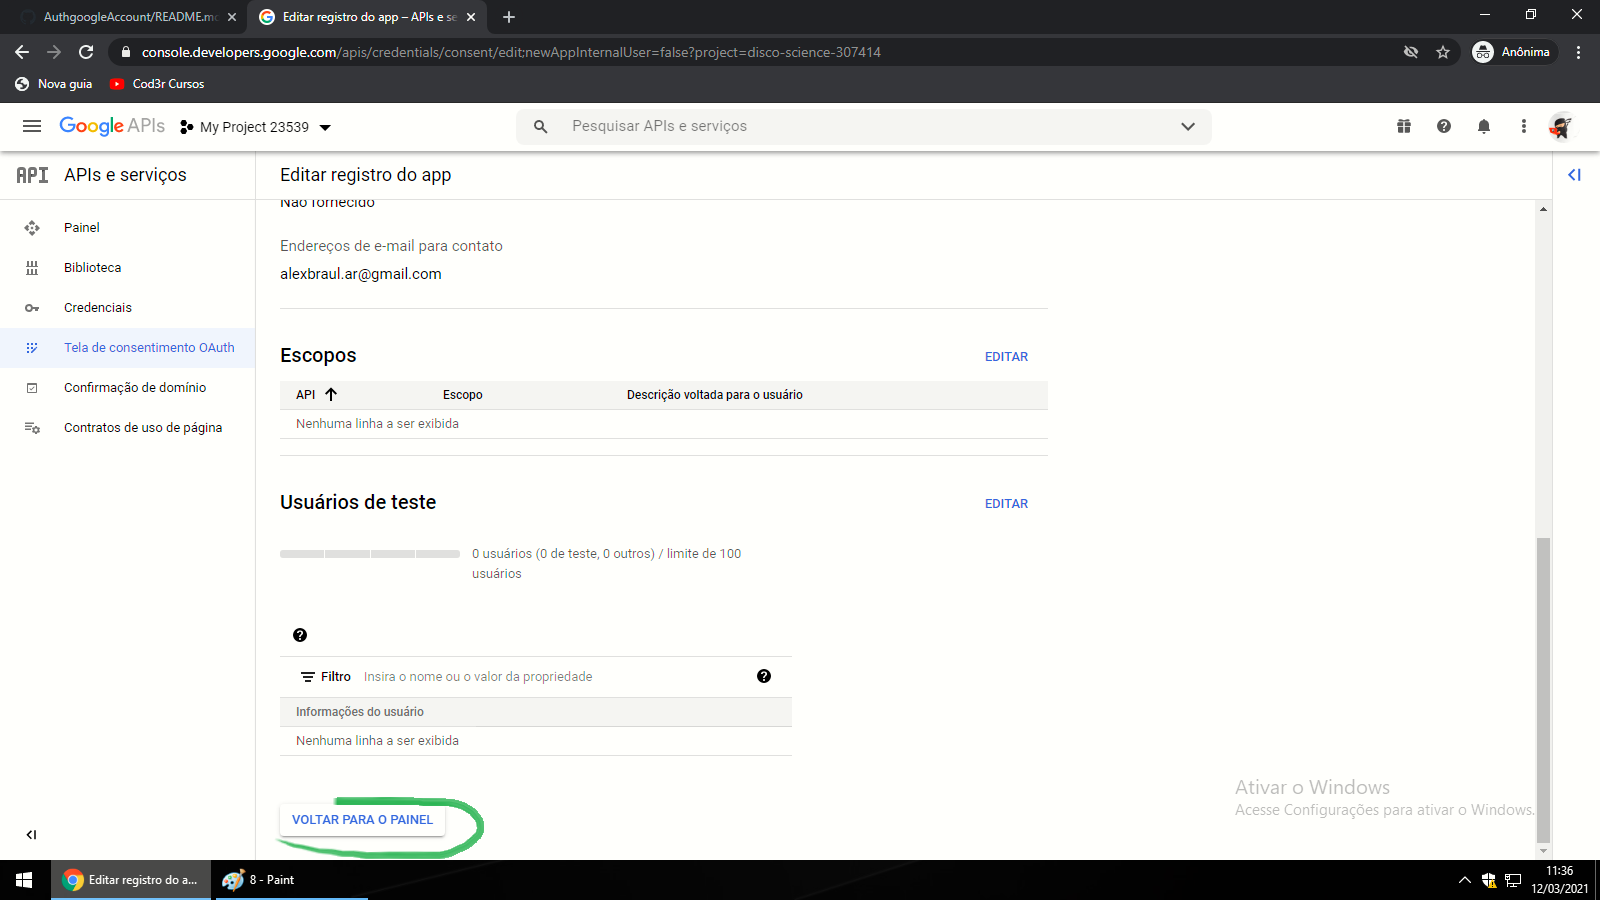 AuthgoogleAccount/README.mc
Editar registro do app – APIs e se
console.developers.google.com/apis/credentials/consent/edit;newAppInternalUser=false?project=disco-science-307414
Anônima
Nova guia
Cod3r Cursos
Google APIs
My Project 23539
Pesquisar APIs e serviços
API
APIs e serviços
Editar registro do app
Painel
Biblioteca
Credenciais
Tela de consentimento OAuth
Confirmação de domínio
Contratos de uso de página
Não fornecido
Endereços de e-mail para contato
alexbraul.ar@gmail.com
Escopos
EDITAR
API Escopo Descrição voltada para o usuário
Nenhuma linha a ser exibida
Usuários de teste
EDITAR
0 usuários (0 de teste, 0 outros) / limite de 100
usuários
Filtro Insira o nome ou o valor da propriedade
Informações do usuário
Nenhuma linha a ser exibida
VOLTAR PARA O PAINEL
Ativar o Windows
Acesse Configurações para ativar o Windows.
Editar registro do a...
8 - Paint
11:36
12/03/2021